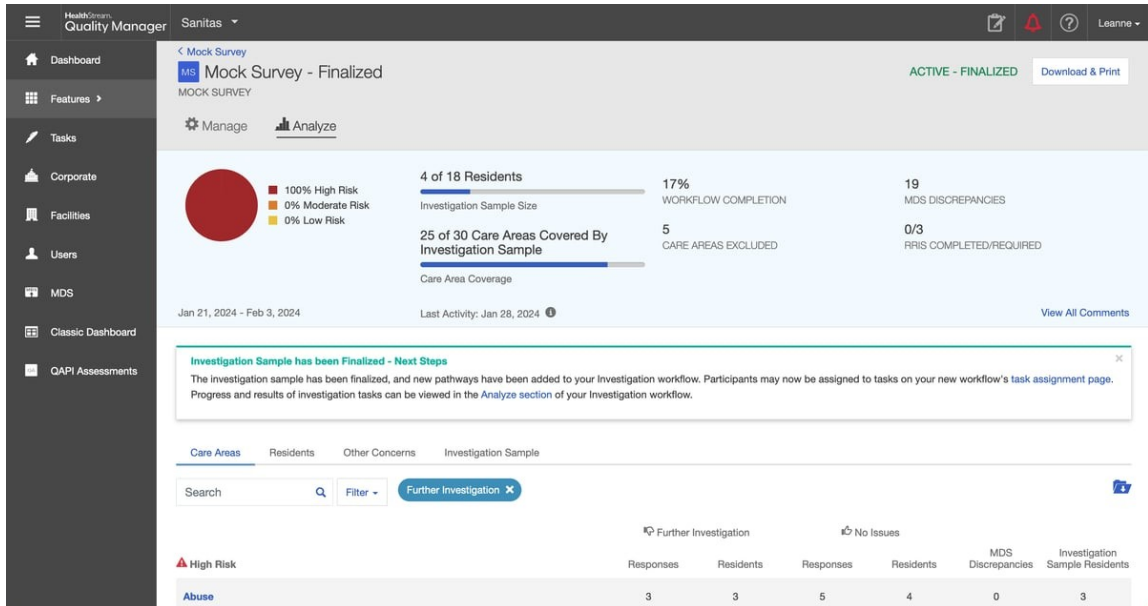 HealthStream.
Quality Manager
Sanitas
Leanne
Dashboard
Features >
Tasks
Corporate
Facilities
Users
MDS
Classic Dashboard
QA
QAPI Assessments
< Mock Survey
MS Mock Survey - Finalized
MOCK SURVEY
ACTIVE - FINALIZED
Download & Print
Manage
Analyze
100% High Risk
0% Moderate Risk
0% Low Risk
4 of 18 Residents
Investigation Sample Size
25 of 30 Care Areas Covered By
Investigation Sample
Care Area Coverage
17%
WORKFLOW COMPLETION
5
CARE AREAS EXCLUDED
19
MDS DISCREPANCIES
0/3
RRIS COMPLETED/REQUIRED
Jan 21, 2024 - Feb 3, 2024
Last Activity: Jan 28, 2024
View All Comments
Investigation Sample has been Finalized - Next Steps
The investigation sample has been finalized, and new pathways have been added to your Investigation workflow. Participants may now be assigned to tasks on your new workflow's task assignment page.
Progress and results of investigation tasks can be viewed in the Analyze section of your Investigation workflow.
Care Areas
Residents
Other Concerns
Investigation Sample
Search
Filter
Further Investigation X
Further Investigation
No Issues
High Risk
Responses
Residents
Responses
Residents
MDS
Discrepancies
Investigation
Sample Residents
Abuse 3 3 5 4 0 3